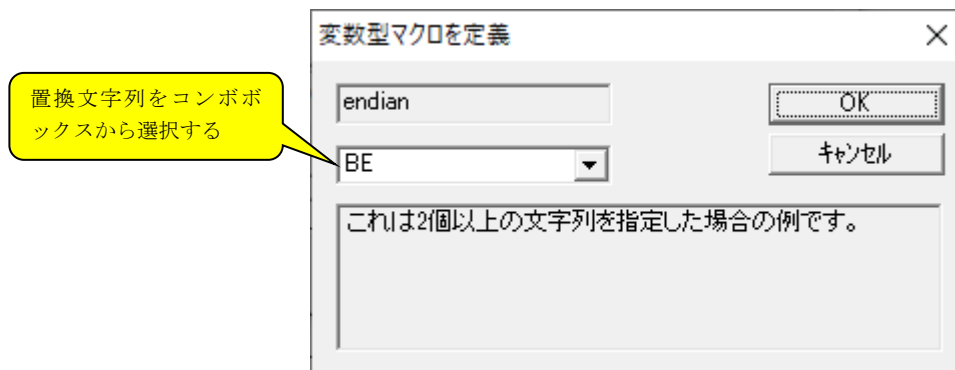 変数型マクロを定義
置換文字列をコンボボ
ックスから選択する
endian
OK
BE
キャンセル
これは2個以上の文字列を指定した場合の例です。